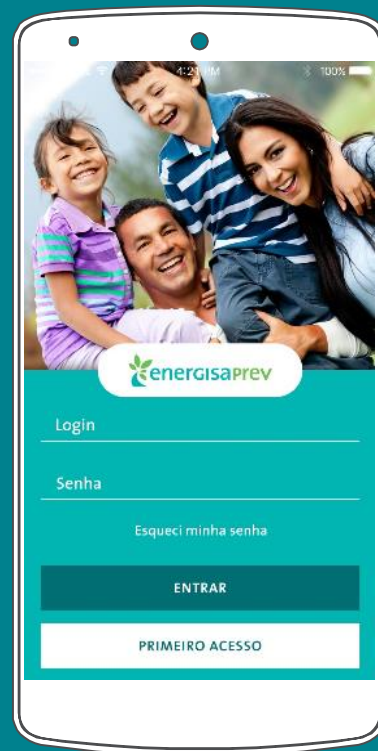 4:21 PM 100%
energisaprev
Login
Senha
Esqueci minha senha
ENTRAR
PRIMEIRO ACESSO